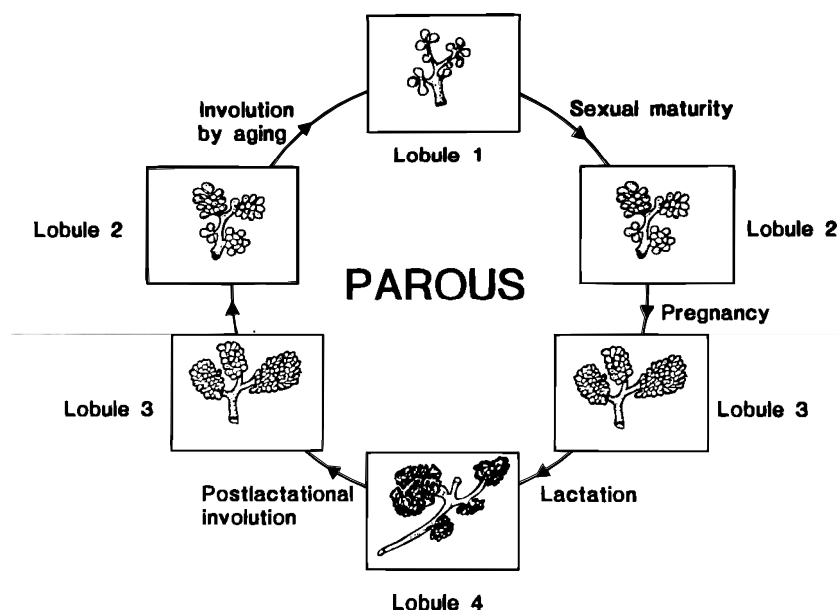 Involution
by aging
Sexual maturity
Lobule 1
Lobule 2
Lobule 2
PAROUS
Pregnancy
Lobule 3
Lobule 3
Postlactational
involution
Lactation
Lobule 4